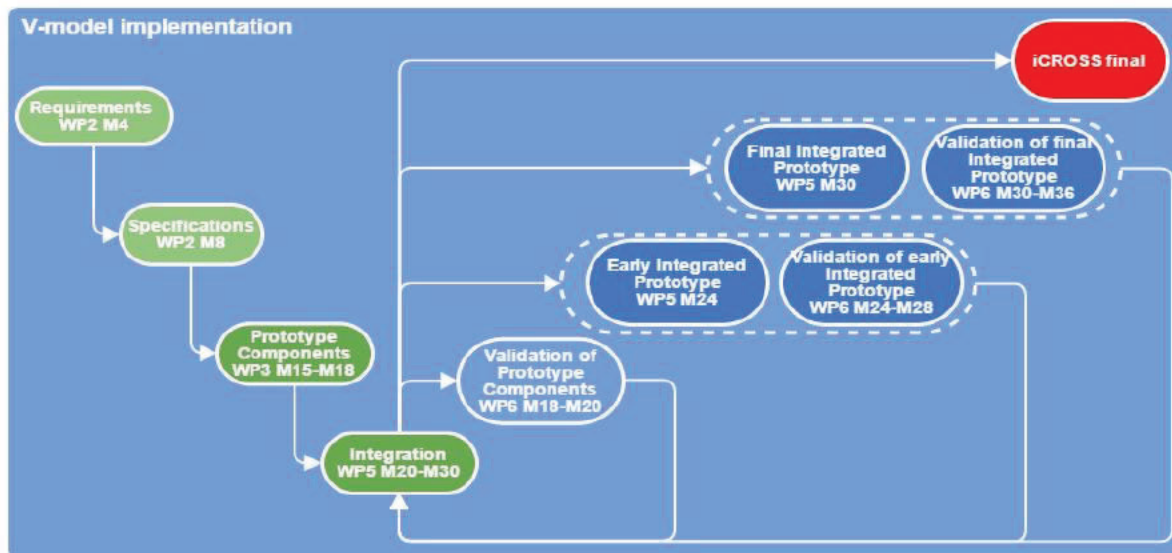 V-model implementation
iCROSS final
Requirements
WP2 M4
Final Integrated
Prototype
WP5 M30
Validation of final
Integrated
Prototype
WP6 M30-M36
Specifications
WP2 M8
Early Integrated
Prototype
WP5 M24
Validation of early
Integrated
Prototype
WP6 M24-M28
Prototype
Components
WP3 M15-M18
Validation of
Prototype
Components
WP6 M18-M20
Integration
WP5 M20-M30